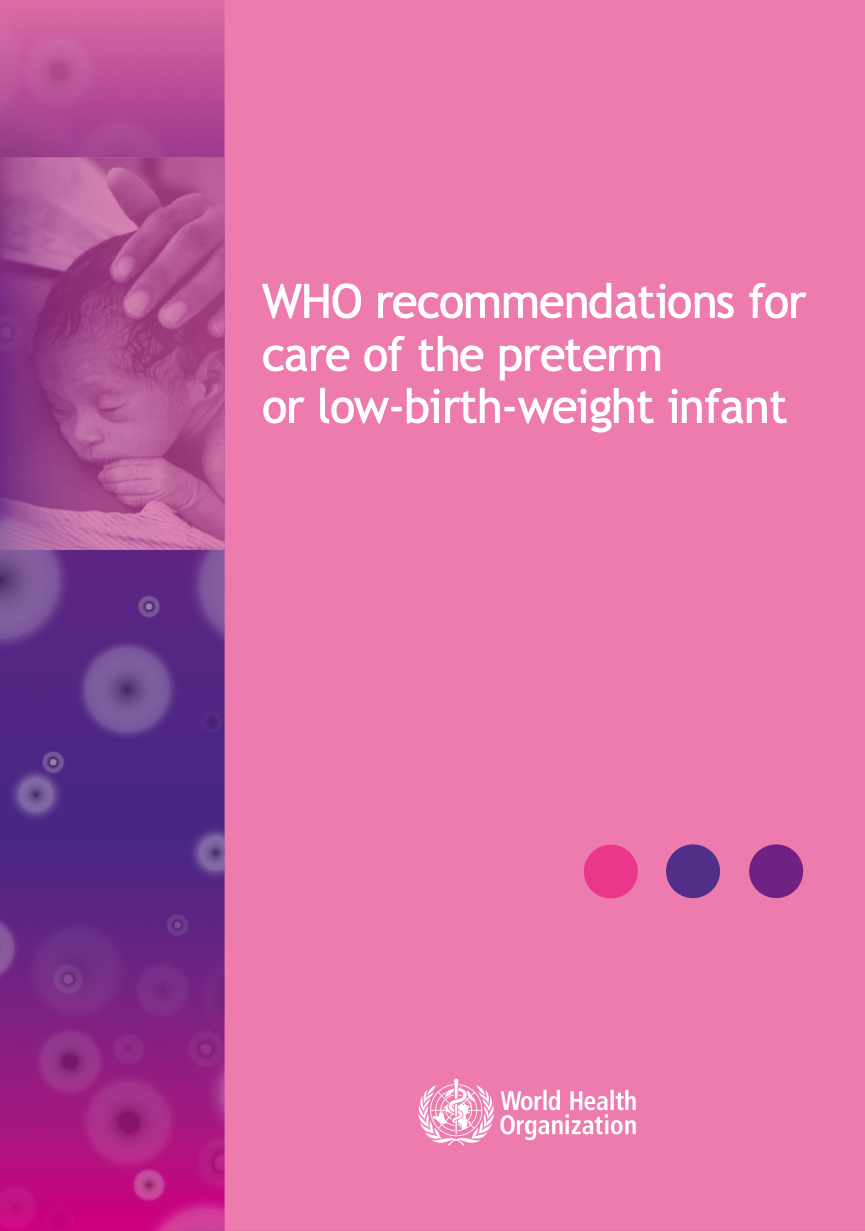 WHO recommendations for
care of the preterm
or low-birth-weight infant
World Health
Organization